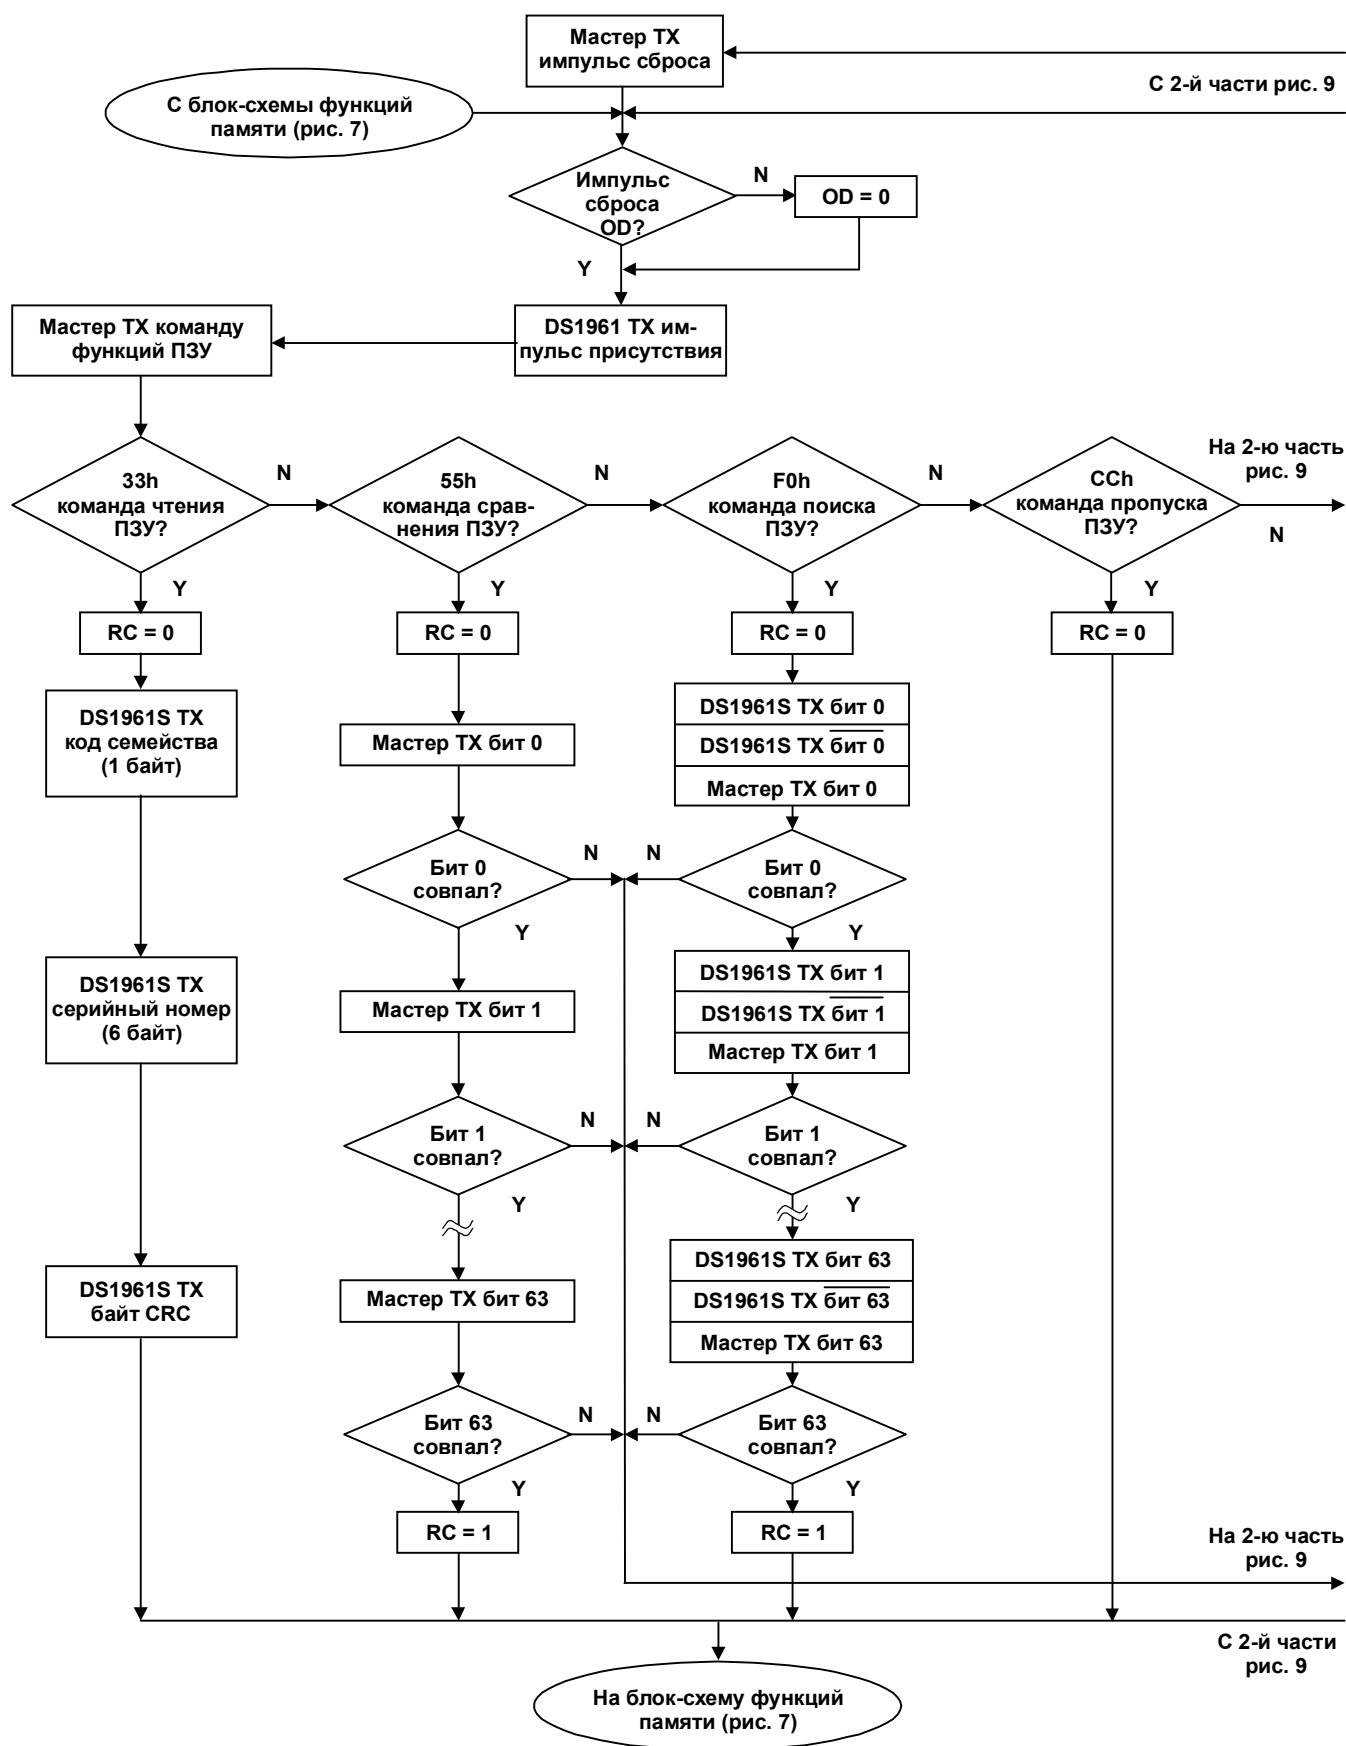 Мастер TX
импульс сброса
С 2-й части рис. 9
С блок-схемы функций
памяти (рис. 7)
Импульс
сброса
OD?
N
OD = 0
Y
Мастер TX команду
функций ПЗУ
DS1961 TX им-
пульс присутствия
33h
команда чтения
ПЗУ?
N
55h
команда срав-
нения ПЗУ?
N
F0h
команда поиска
ПЗУ?
N
CCh
команда пропуска
ПЗУ?
На 2-ю часть
рис. 9
N
Y
Y
Y
Y
RC = 0
RC = 0
RC = 0
RC = 0
DS1961S TX
код семейства
(1 байт)
Мастер TX бит 0
DS1961S TX бит 0
DS1961S TX бит 0
Мастер TX бит 0
Бит 0
совпал?
N
N
Бит 0
совпал?
Y
Y
DS1961S TX
серийный номер
(6 байт)
Мастер TX бит 1
DS1961S TX бит 1
DS1961S TX бит 1
Мастер TX бит 1
Бит 1
совпал?
N
N
Бит 1
совпал?
Y
Y
DS1961S TX
байт CRC
Мастер TX бит 63
DS1961S TX бит 63
DS1961S TX бит 63
Мастер TX бит 63
Бит 63
совпал?
N
N
Бит 63
совпал?
Y
Y
RC = 1
RC = 1
На 2-ю часть
рис. 9
С 2-й части
рис. 9
На блок-схему функций
памяти (рис. 7)